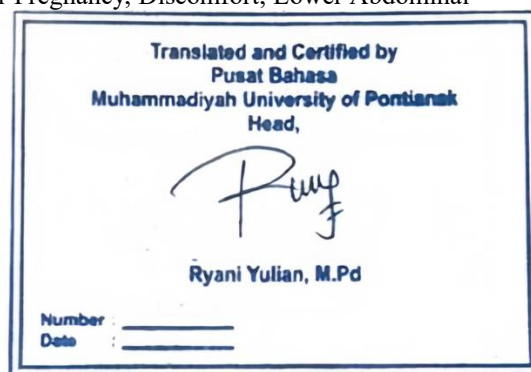 Pregnancy, Discomfort, Lower Abdominal
Translated and Certified by
Pusat Bahasa
Muhammadiyah University of Pontianak
Head,
Ryani Yulian, M.Pd
Number :
Date :